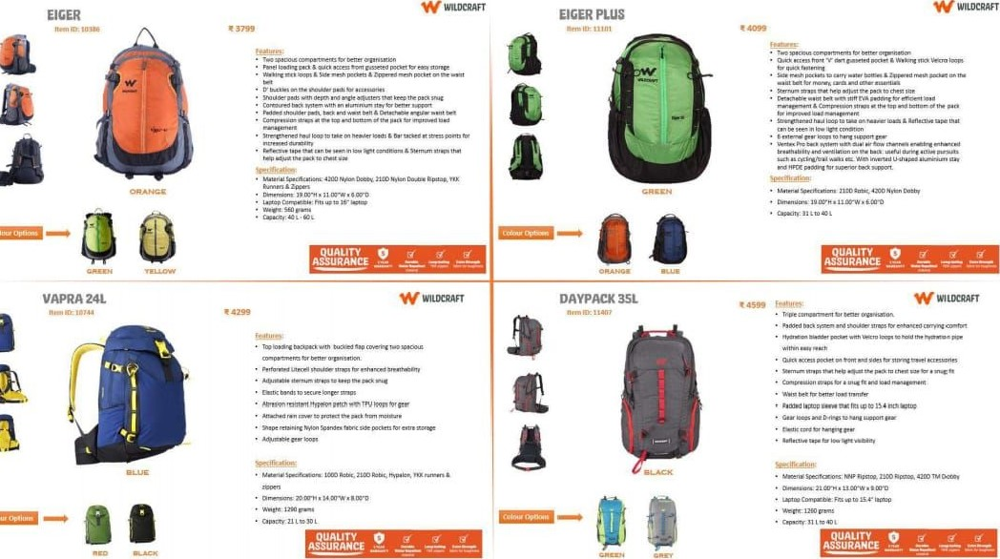 EIGER
WILDCRAFT
Item ID: 10386
₹ 3799
Features:
• Two spacious compartments for better organisation
• Panel loading pack & quick access front gusseted pocket for easy storage
• Walking stick loops & Side mesh pockets & Zippered mesh pocket on the waist
belt
• D' buckles on the shoulder pads for accessories
• Shoulder pads with depth and angle adjusters that keep the pack snug
• Contoured back system with an aluminium stay for better support
• Padded shoulder pads, back and waist belt & Detachable angular waist belt
• Compression straps at the top and bottom of the pack for improved load
management
• Strengthened haul loop to take on heavier loads & Bar tacked at stress points for
increased durability
• Reflective tape that can be seen in low light conditions & Sternum straps that
help adjust the pack to chest size
Specification:
• Material Specifications: 420D Nylon Dobby, 210D Nylon Double Ripstop, YKK
Runners & Zippers
• Dimensions: 19.00"H x 11.00"W x 6.00"D
• Laptop Compatible: Fits up to 16" laptop
• Weight: 560 grams
• Capacity: 40 L - 60 L
ORANGE
lour Options
GREEN
YELLOW
QUALITY
ASSURANCE
5 YEAR
WARRANTY
EIGER PLUS
WILDCRAFT
Item ID: 11101
₹ 4099
Features:
• Two spacious compartments for better organisation
• Quick access front 'V' dart gusseted pocket & Walking stick Velcro loops
for quick fastening
• Side mesh pockets to carry water bottles & Zippered mesh pocket on the
waist belt for money, cards and other essentials
• Sternum straps that help adjust the pack to chest size
• Detachable waist belt with stiff EVA padding for efficient load
management & Compression straps at the top and bottom of the pack
for improved load management
• Strengthened haul loop to take on heavier loads & Reflective tape that
can be seen in low light condition
• 6 external gear loops to hang support gear
• Ventex Pro back system with dual air flow channels enabling enhanced
breathability and ventilation on the back: useful during active pursuits
such as cycling/trail walks etc. With inverted U-shaped aluminium stay
and HPDE padding for superior back support.
Specification:
• Material Specifications: 210D Robic, 420D Nylon Dobby
• Dimensions: 19.00"H x 11.00"W x 6.00"D
• Capacity: 31 L to 40 L
GREEN
Colour Options
ORANGE
BLUE
QUALITY
ASSURANCE
5 YEAR
WARRANTY
VAPRA 24L
WILDCRAFT
Item ID: 10744
₹ 4299
Features:
• Top loading backpack with buckled flap covering two spacious
compartments for better organisation.
• Perforated Litecell shoulder straps for enhanced breathability
• Adjustable sternum straps to keep the pack snug
• Elastic bands to secure longer straps
• Abrasion resistant Hypalon patch with TPU loops for gear
• Attached rain cover to protect the pack from moisture
• Shape retaining Nylon Spandex fabric side pockets for extra storage
• Adjustable gear loops
Specification:
• Material Specifications: 100D Robic, 210D Robic, Hypalon, YKK runners &
zippers
• Dimensions: 20.00"H x 14.00"W x 8.00"D
• Weight: 1290 grams
• Capacity: 21 L to 30 L
BLUE
ur Options
RED
BLACK
QUALITY
ASSURANCE
5 YEAR
WARRANTY
DAYPACK 35L
WILDCRAFT
Item ID: 11407
₹ 4599
Features:
• Triple compartment for better organisation.
• Padded back system and shoulder straps for enhanced carrying comfort
• Hydration bladder pocket with Velcro loops to hold the hydration pipe
within easy reach
• Quick access pocket on front and sides for storing travel accessories
• Sternum straps that help adjust the pack to chest size for a snug fit
• Compression straps for a snug fit and load management
• Waist belt for better load transfer
• Padded laptop sleeve that fits up to 15.4 inch laptop
• Gear loops and D-rings to hang support gear
• Elastic cord for hanging gear
• Reflective tape for low light visibility
Specification:
• Material Specifications: NNP Ripstop, 210D Ripstop, 420D TM Dobby
• Dimensions: 21.00"H x 13.00"W x 9.00"D
• Laptop Compatible: Fits up to 15.4" laptop
• Weight: 1260 grams
• Capacity: 31 L to 40 L
BLACK
Colour Options
GREEN
GREY
QUALITY
ASSURANCE
5 YEAR
WARRANTY